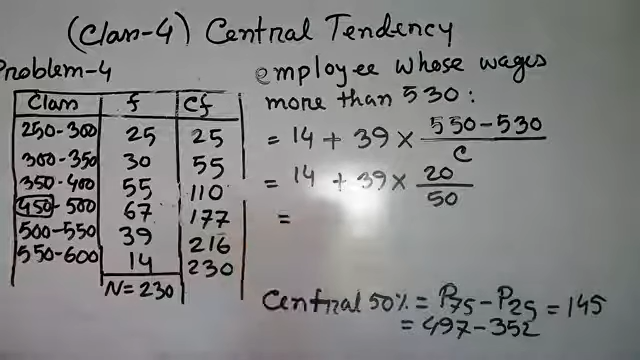 (Class-4) Central Tendency
Problem-4
Class f Cf
250-300 25 25
300-350 30 55
350-400 55 110
450-500 67 177
500-550 39 216
550-600 14 230
N=230
employee whose wages
more than 530:
= 14 + 39 × 550-530 / C
= 14 + 39 × 20 / 50
=
Central 50% = P75 - P25 = 145
= 497-352